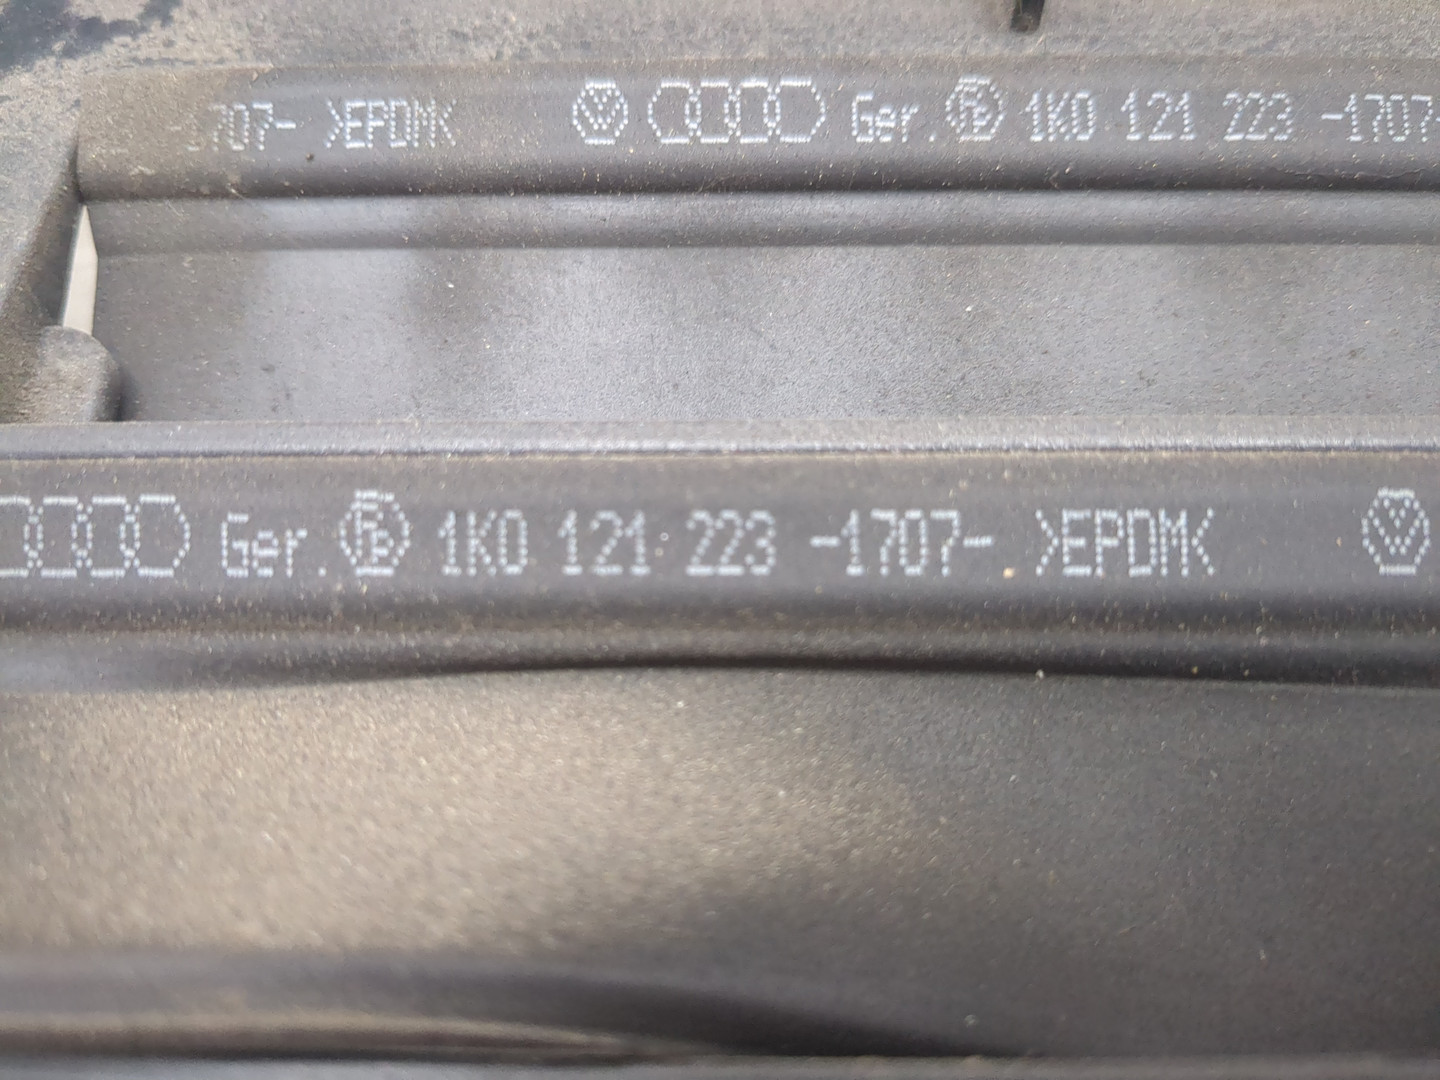 -1707- >EPDM< Ger. 1K0 121 223 -1707-
Ger. 1K0 121 223 -1707- >EPDM<